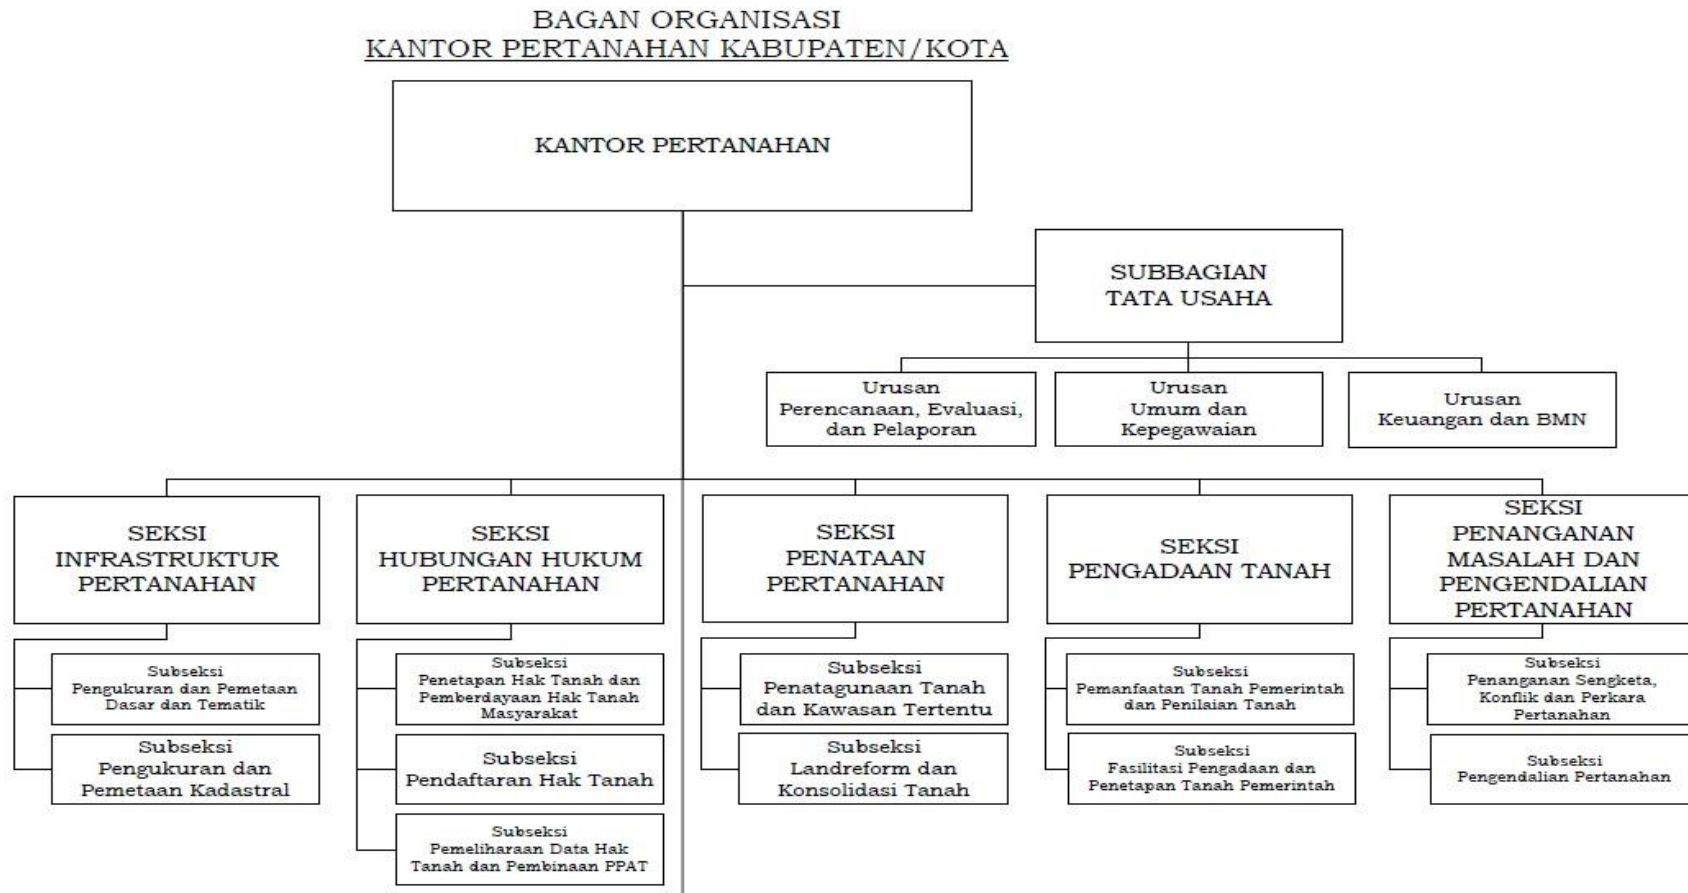 BAGAN ORGANISASI
KANTOR PERTANAHAN KABUPATEN/KOTA
KANTOR PERTANAHAN
SUBBAGIAN
TATA USAHA
Urusan
Perencanaan, Evaluasi,
dan Pelaporan
Urusan
Umum dan
Kepegawaian
Urusan
Keuangan dan BMN
SEKSI
INFRASTRUKTUR
PERTANAHAN
SEKSI
HUBUNGAN HUKUM
PERTANAHAN
SEKSI
PENATAAN
PERTANAHAN
SEKSI
PENGADAAN TANAH
SEKSI
PENANGANAN
MASALAH DAN
PENGENDALIAN
PERTANAHAN
Subseksi
Pengukuran dan Pemetaan
Dasar dan Tematik
Subseksi
Pengukuran dan
Pemetaan Kadastral
Subseksi
Penetapan Hak Tanah dan
Pemberdayaan Hak Tanah
Masyarakat
Subseksi
Pendaftaran Hak Tanah
Subseksi
Pemeliharaan Data Hak
Tanah dan Pembinaan PPAT
Subseksi
Penatagunaan Tanah
dan Kawasan Tertentu
Subseksi
Landreform dan
Konsolidasi Tanah
Subseksi
Pemanfaatan Tanah Pemerintah
dan Penilaian Tanah
Subseksi
Fasilitasi Pengadaan dan
Penetapan Tanah Pemerintah
Subseksi
Penanganan Sengketa,
Konflik dan Perkara
Pertanahan
Subseksi
Pengendalian Pertanahan